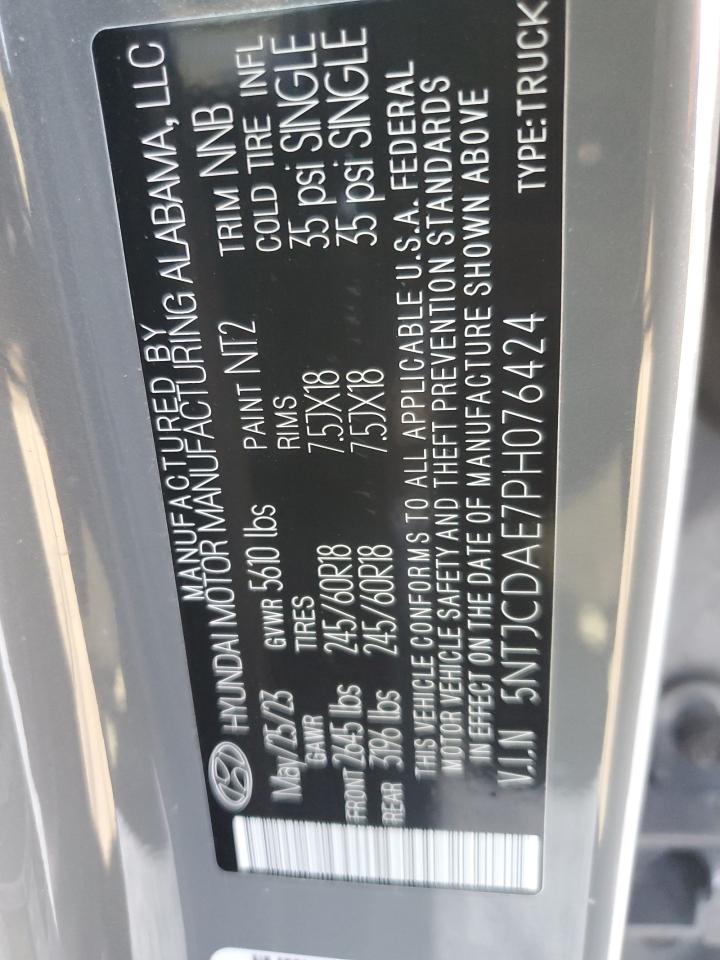 MANUFACTURED BY
HYUNDAI MOTOR MANUFACTURING ALABAMA, LLC
May/25/23 GVWR 5610 lbs PAINT NT2 TRIM NNB
GAWR TIRES RIMS COLD TIRE INFL
FRONT 2645 lbs 245/60R18 7.5JX18 35 psi SINGLE
REAR 3196 lbs 245/60R18 7.5JX18 35 psi SINGLE
THIS VEHICLE CONFORMS TO ALL APPLICABLE U.S.A. FEDERAL
MOTOR VEHICLE SAFETY AND THEFT PREVENTION STANDARDS
IN EFFECT ON THE DATE OF MANUFACTURE SHOWN ABOVE
V.I.N 5NTJCDAE7PH076424 TYPE:TRUCK